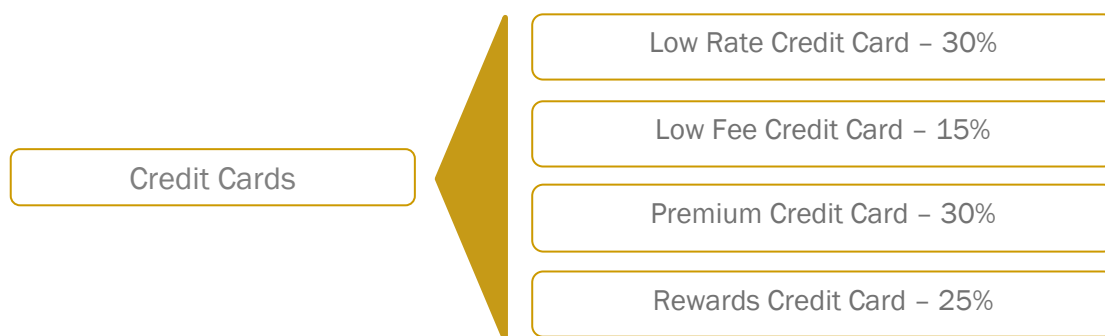 Low Rate Credit Card – 30%
Low Fee Credit Card – 15%
Credit Cards
Premium Credit Card – 30%
Rewards Credit Card – 25%